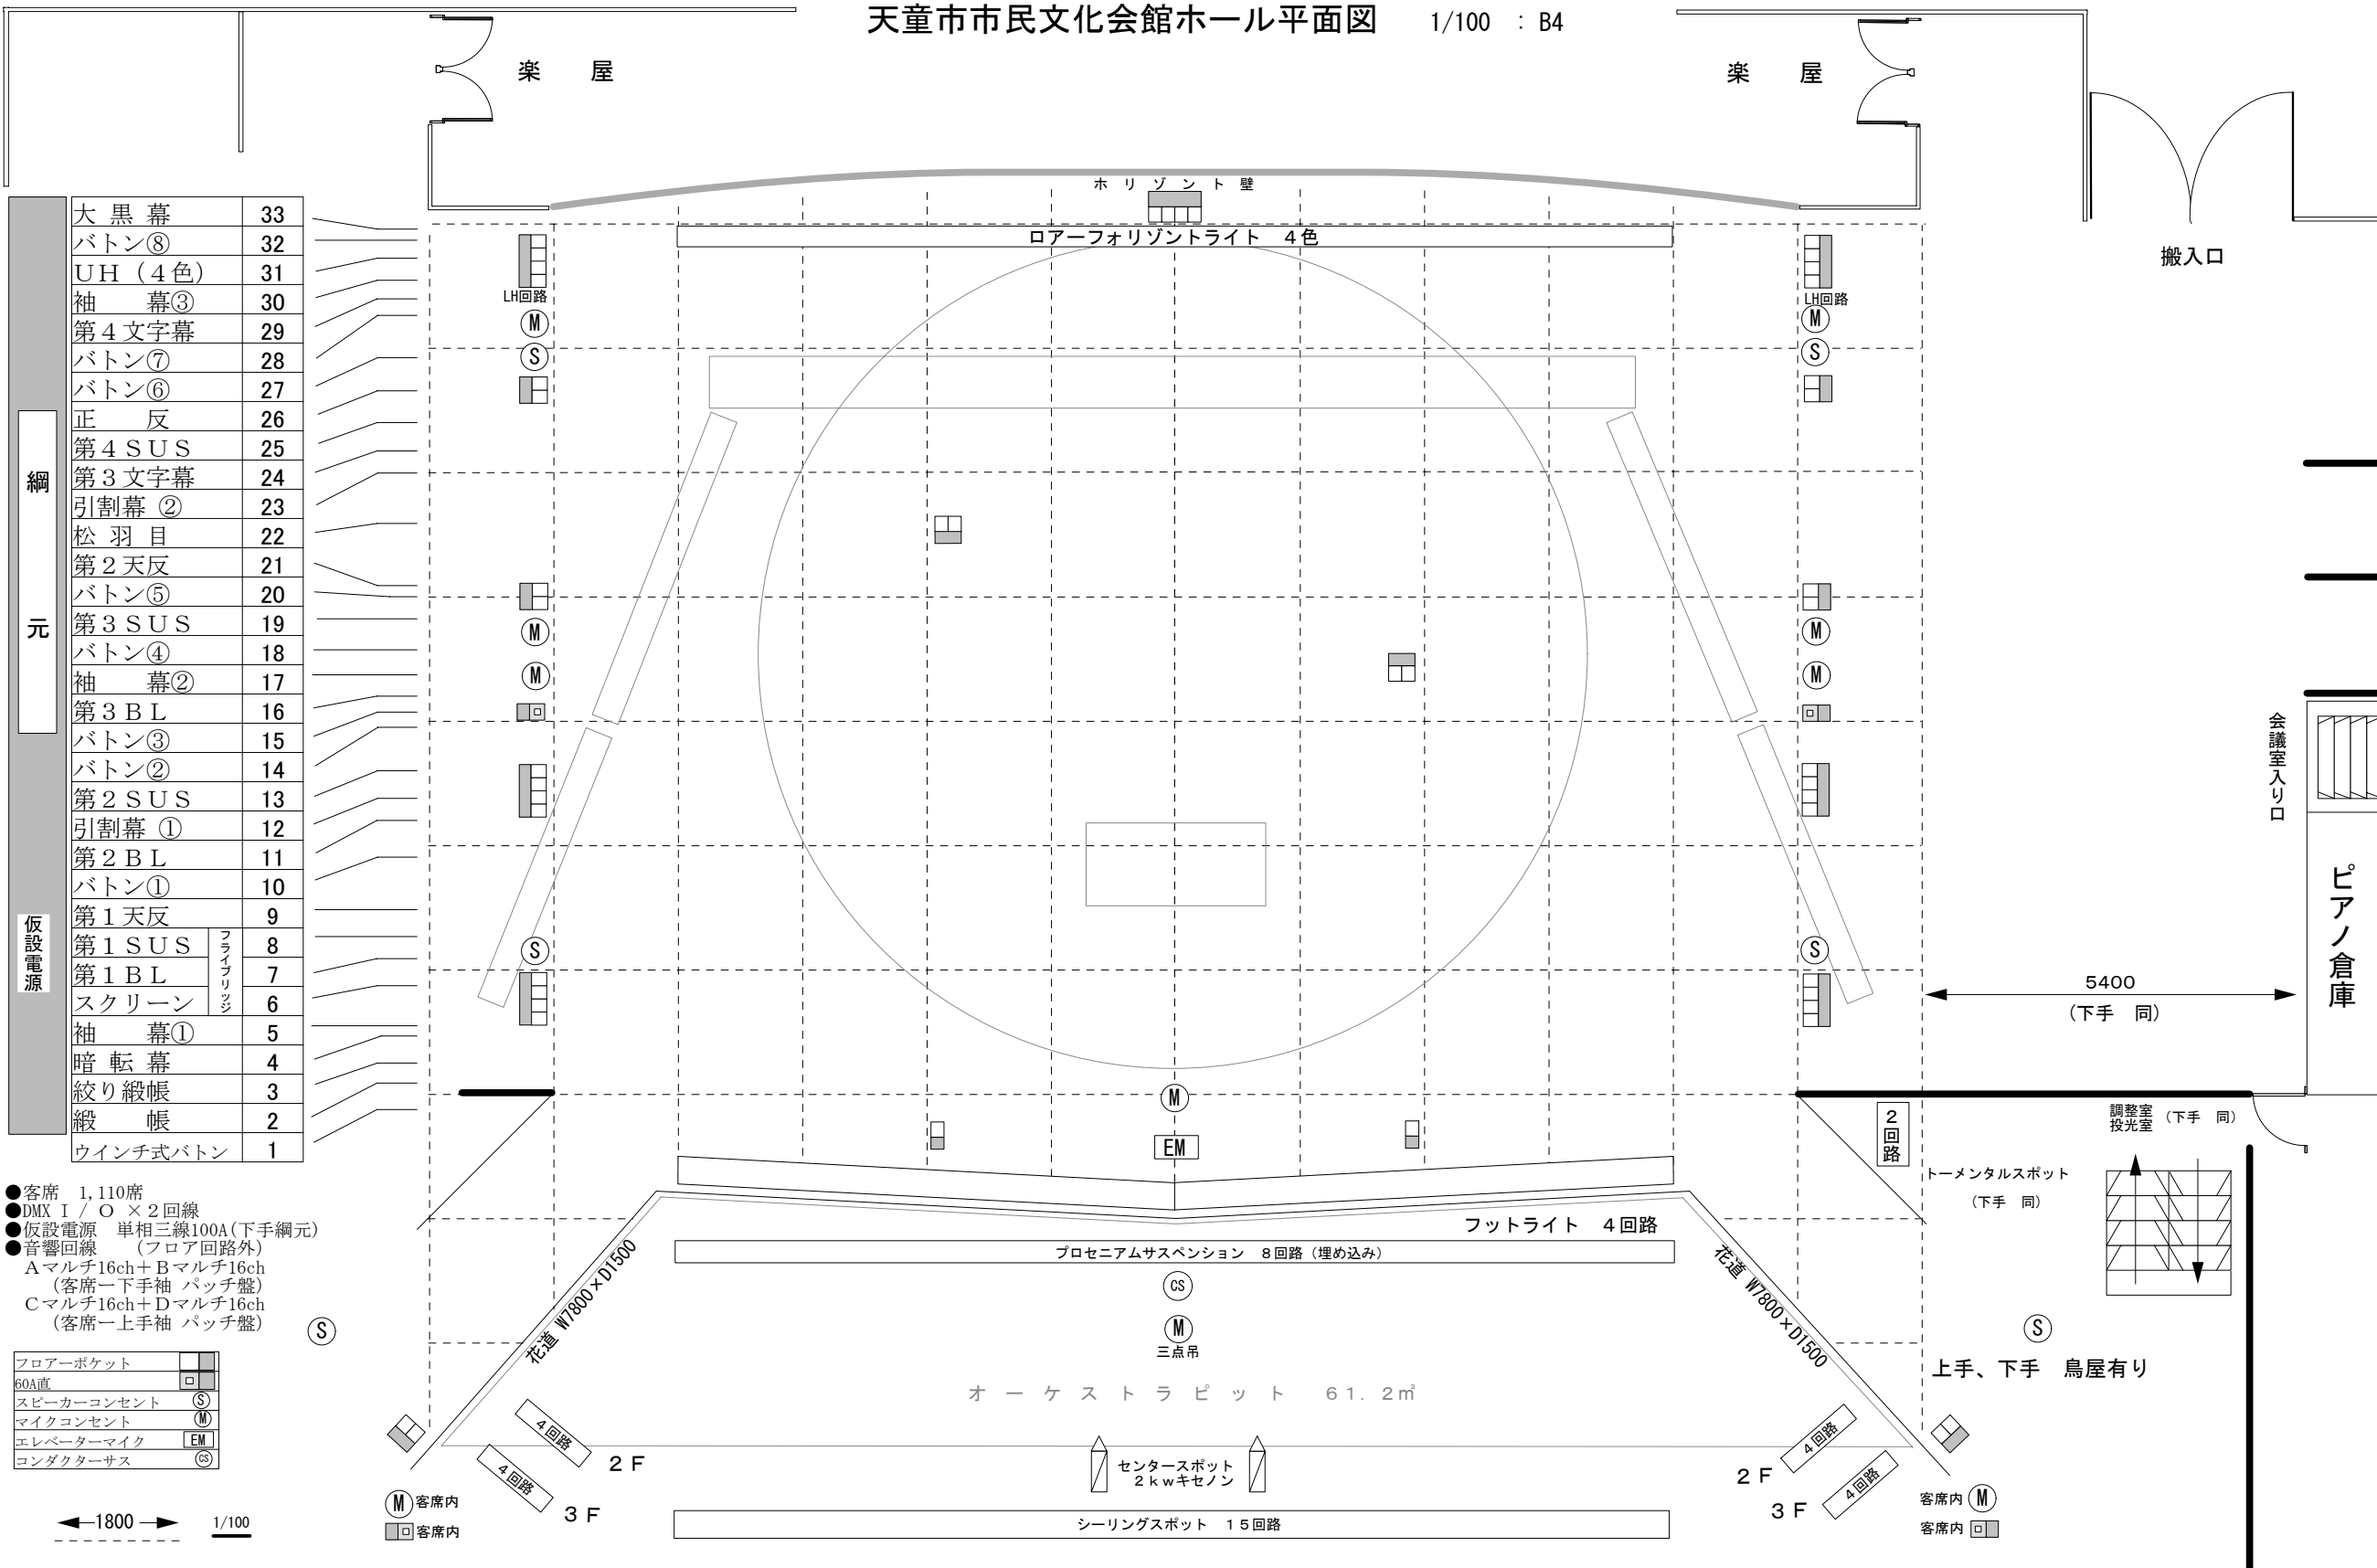 天童市市民文化会館ホール平面図　1/100　: B4
楽　屋
楽　屋
搬入口
ホリゾント壁
ロアーフォリゾントライト　4色
LH回路
LH回路
M
M
S
S
M
M
M
M
S
S
大黒幕 33
バトン⑧ 32
UH（4色） 31
袖　幕③ 30
第4文字幕 29
バトン⑦ 28
バトン⑥ 27
正　反 26
第4SUS 25
第3文字幕 24
引割幕 ② 23
松羽目 22
第2天反 21
バトン⑤ 20
第3SUS 19
バトン④ 18
袖　幕② 17
第3BL 16
バトン③ 15
バトン② 14
第2SUS 13
引割幕 ① 12
第2BL 11
バトン① 10
第1天反 9
第1SUS 8
第1BL 7
スクリーン 6
フライブリッジ
袖　幕① 5
暗転幕 4
絞り緞帳 3
緞　帳 2
ウインチ式バトン 1
綱元
仮設電源
会議室入り口
ピアノ倉庫
5400
（下手　同）
M
EM
2回路
調整室
投光室
（下手　同）
トーメンタルスポット
（下手　同）
フットライト　4回路
プロセニアムサスペンション　8回路（埋め込み）
CS
M
三点吊
花道 W7800×D1500
花道 W7800×D1500
オーケストラピット　61.2㎡
S
S
上手、下手　鳥屋有り
4回路
2F
4回路
3F
4回路
2F
4回路
3F
センタースポット
2kwキセノン
シーリングスポット　15回路
M 客席内
客席内
客席内 M
客席内
●客席　1,110席
●DMX I / O ×2回線
●仮設電源　単相三線100A(下手綱元)
●音響回線　（フロア回路外）
Aマルチ16ch＋Bマルチ16ch
（客席ー下手袖 パッチ盤）
Cマルチ16ch＋Dマルチ16ch
（客席ー上手袖 パッチ盤）
フロアーポケット
60A直
スピーカーコンセント S
マイクコンセント M
エレベーターマイク EM
コンダクターサス CS
1800
1/100